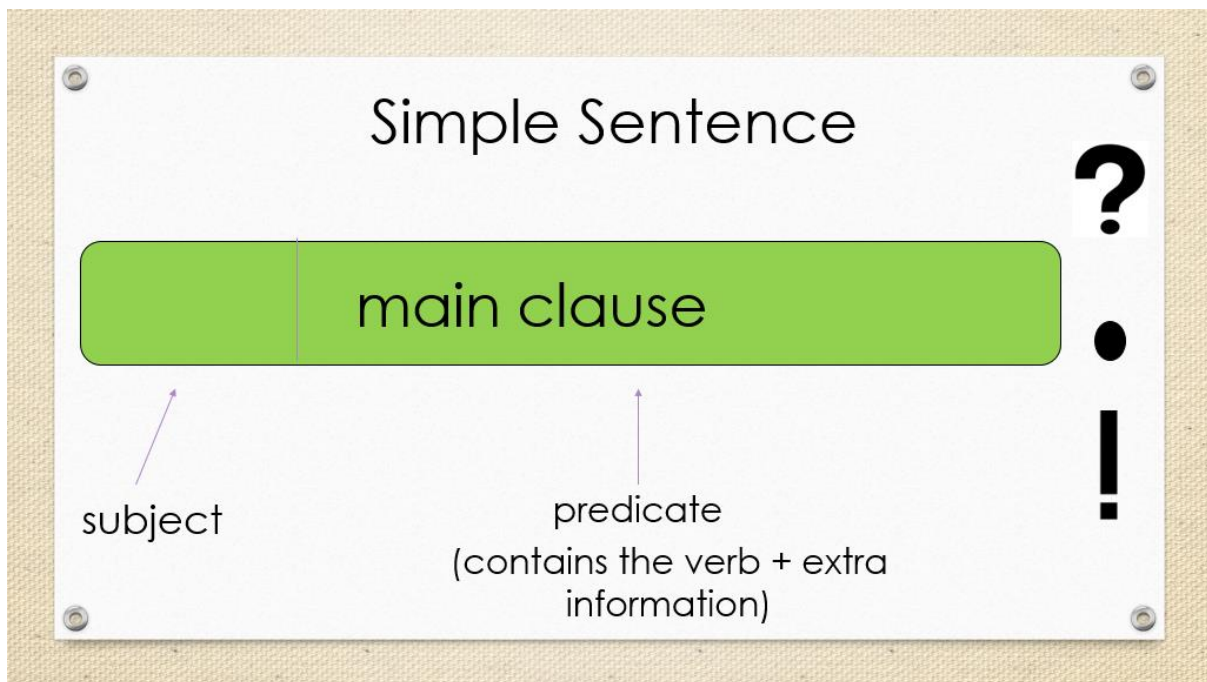 Simple Sentence
?
main clause
.
!
subject
predicate
(contains the verb + extra
information)